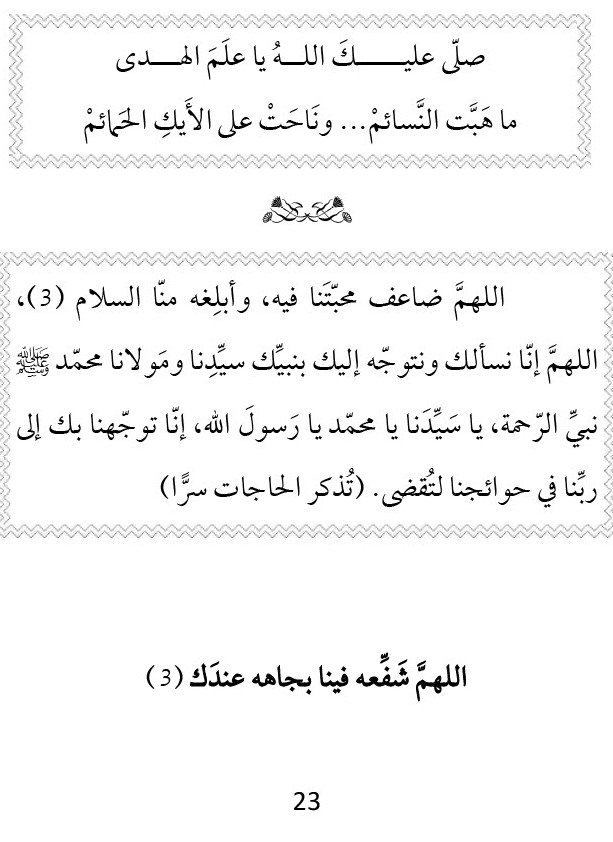 صلّى عليـــــــكَ اللـــهُ يا علَمَ الهـــدى
ما هَبَّت النَّسائمْ... ونَاحَتْ على الأَيكِ الحَمائمْ
اللهمَّ ضاعف محبّتَنا فيه، وأبلِغه منّا السلام (3)،
اللهمَّ إنّا نسألك ونتوجّه إليك بنبيِّك سيِّدِنا ومَولانا محمّد ﷺ
نبيِّ الرّحمة، يا سَيِّدَنا يا محمّد يا رَسولَ الله، إنّا توجّهنا بك إلى
ربِّنا في حوائجنا لتُقضى. (تُذكر الحاجات سرًّا)
اللهمَّ شَفِّعه فينا بجاهه عندَك (3)
23